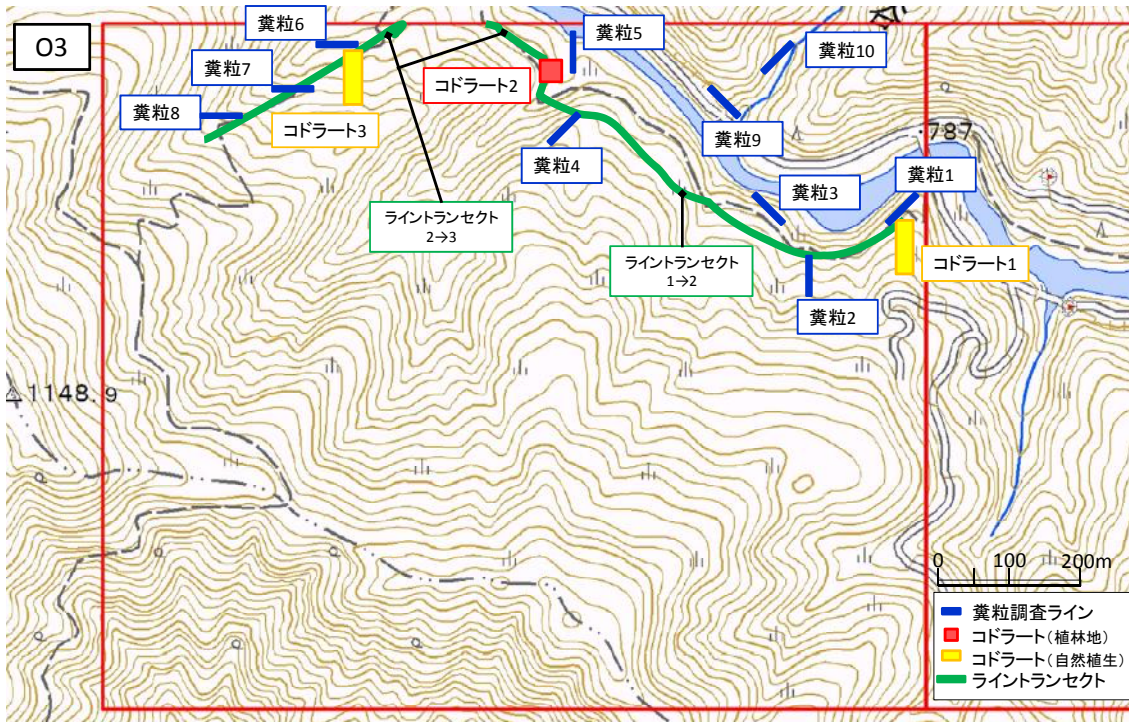 O3
糞粒6
糞粒7
糞粒8
コドラート3
コドラート2
糞粒5
糞粒10
糞粒9
・787
糞粒4
糞粒3
糞粒1
ライントランセクト
2→3
ライントランセクト
1→2
コドラート1
糞粒2
1148.9
0 100 200m
糞粒調査ライン
コドラート(植林地)
コドラート(自然植生)
ライントランセクト